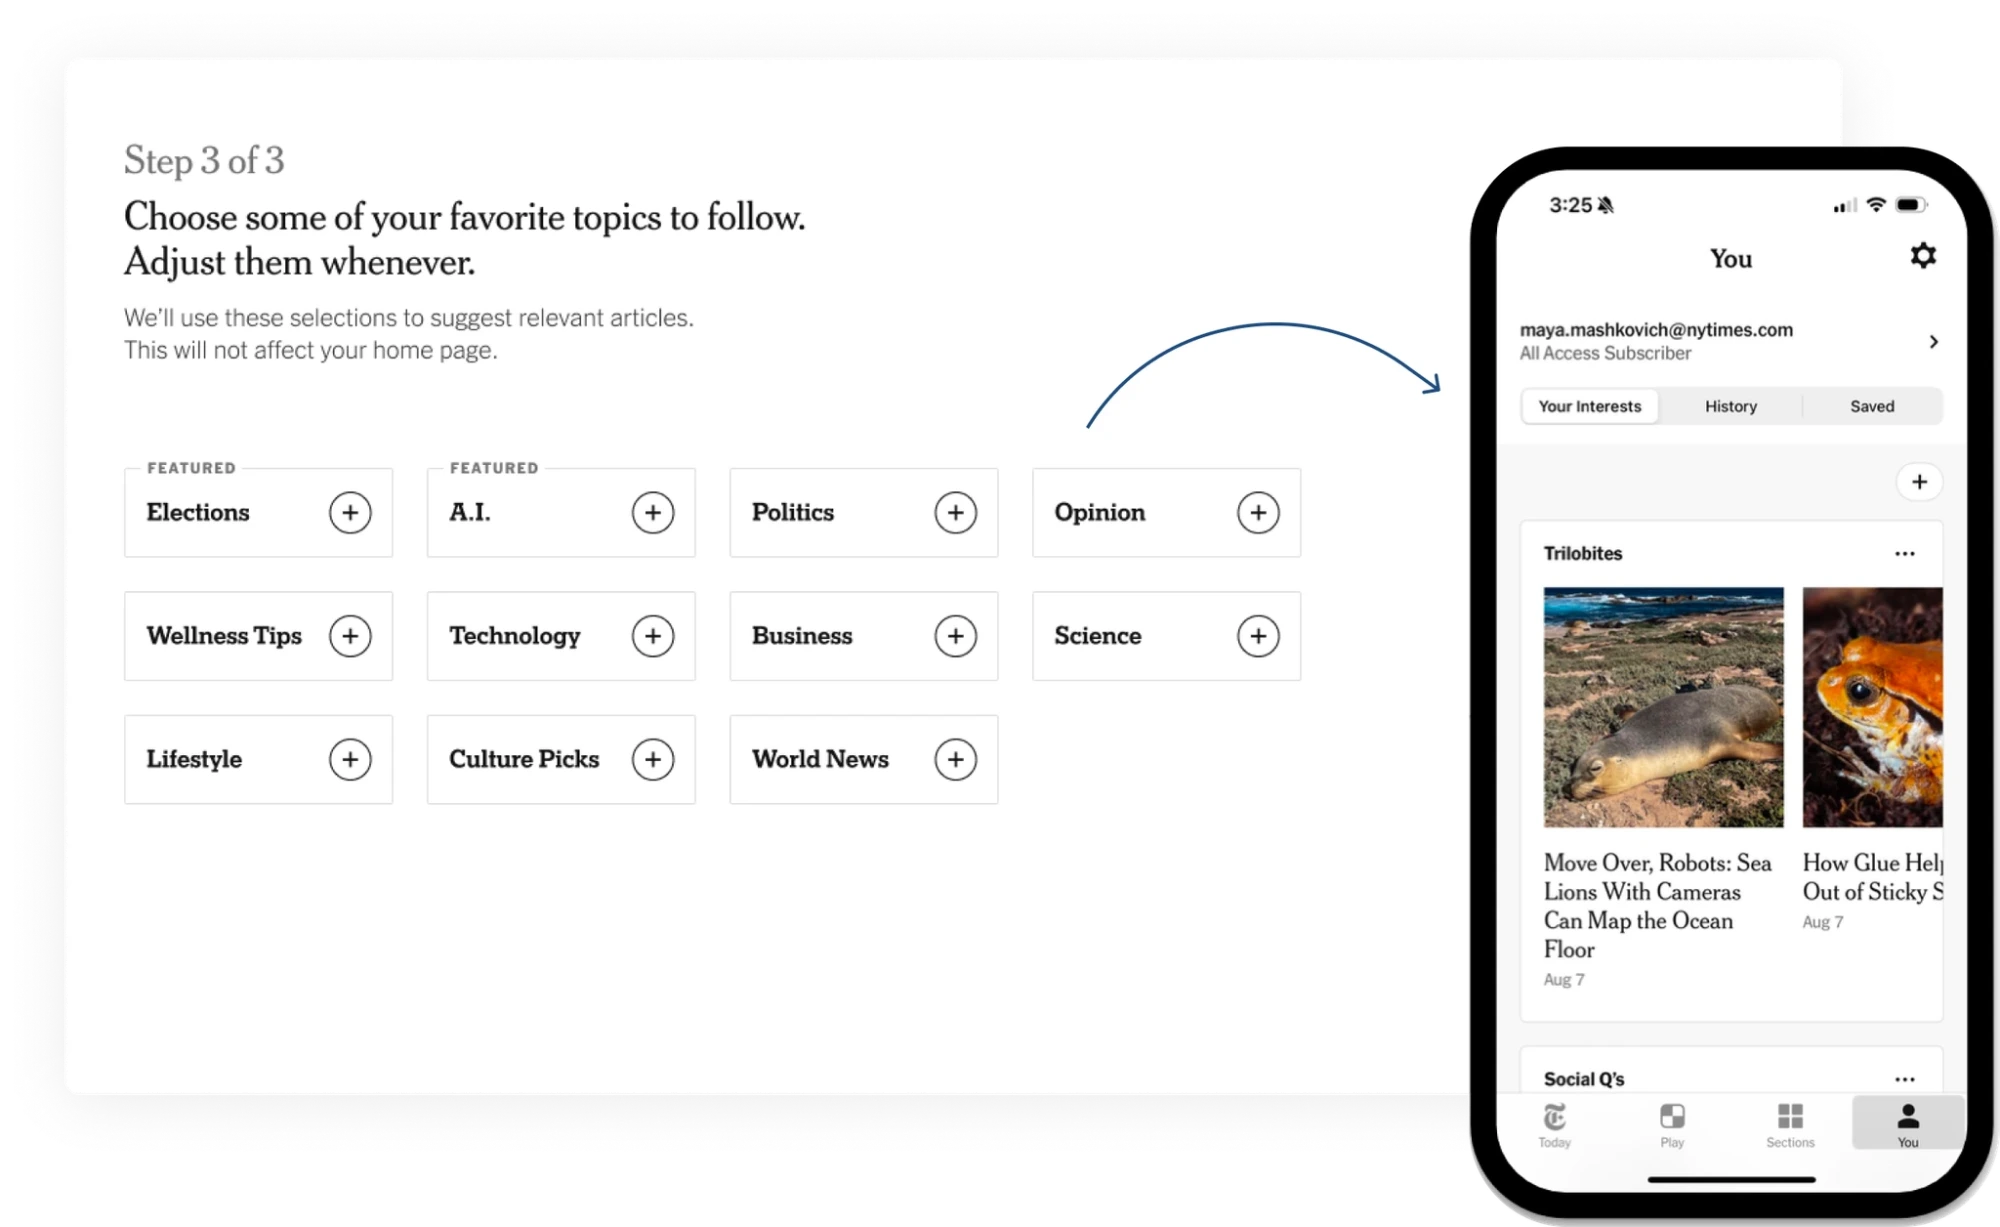 Step 3 of 3
Choose some of your favorite topics to follow.
Adjust them whenever.
We'll use these selections to suggest relevant articles.
This will not affect your home page.
FEATURED
Elections
FEATURED
A.I.
Politics
Opinion
Wellness Tips
Technology
Business
Science
Lifestyle
Culture Picks
World News
3:25
You
maya.mashkovich@nytimes.com
All Access Subscriber
Your Interests
History
Saved
Trilobites
Move Over, Robots: Sea
Lions With Cameras
Can Map the Ocean
Floor
Aug 7
How Glue Hel
Out of Sticky S
Aug 7
Social Q's
Today
Play
Sections
You